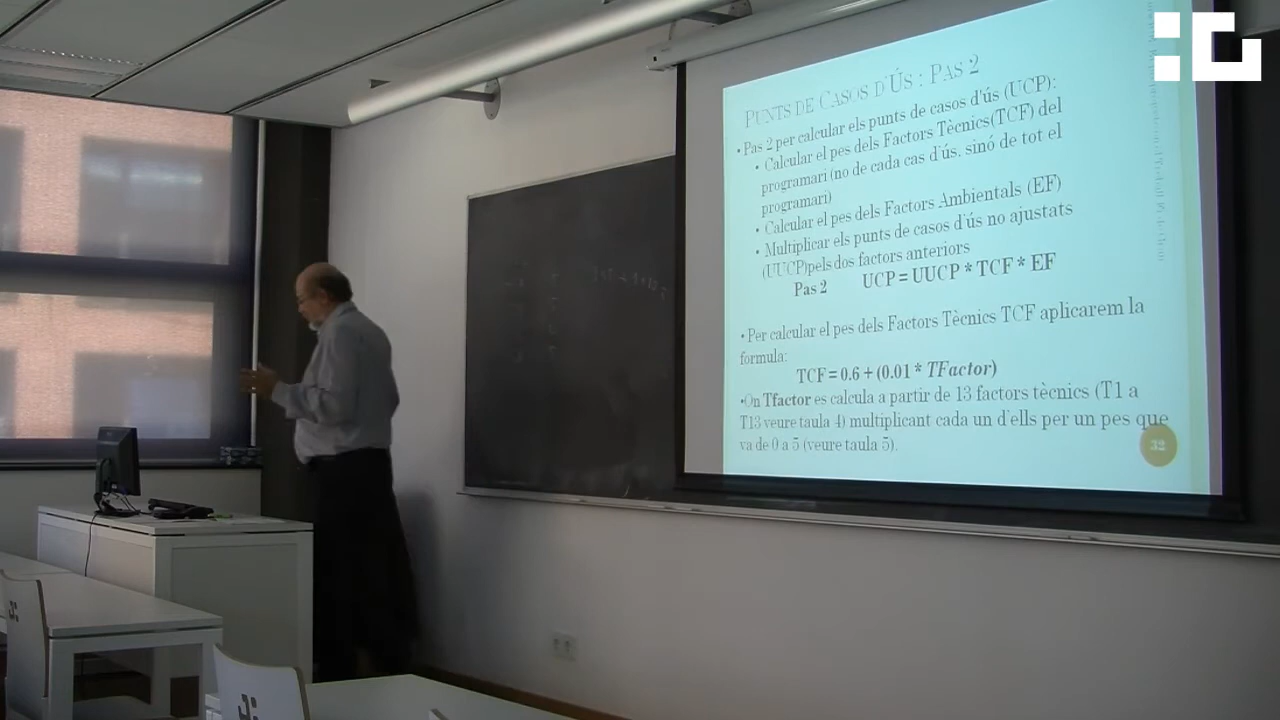 Punts de Casos d'Ús : Pas 2
• Pas 2 per calcular els punts de casos d'ús (UCP):
• Calcular el pes dels Factors Tècnics(TCF) del
programari (no de cada cas d'ús. sinó de tot el
programari)
• Calcular el pes dels Factors Ambientals (EF)
• Multiplicar els punts de casos d'ús no ajustats
(UUCP)pels dos factors anteriors
Pas 2 UCP = UUCP * TCF * EF
• Per calcular el pes dels Factors Tècnics TCF aplicarem la
formula:
TCF = 0.6 + (0.01 * TFactor)
•On Tfactor es calcula a partir de 13 factors tècnics (T1 a
T13 veure taula 4) multiplicant cada un d'ells per un pes que
va de 0 a 5 (veure taula 5).
32